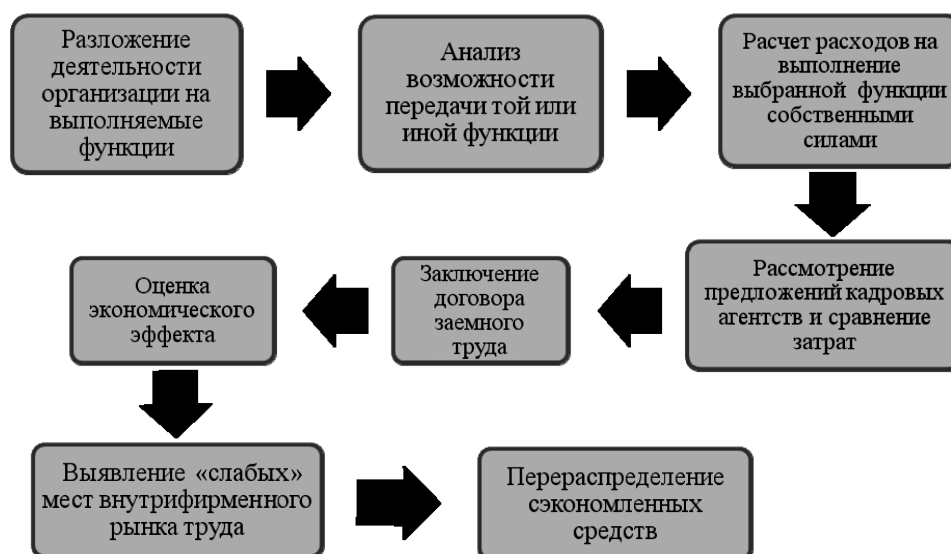 Разложение
деятельности
организации на
выполняемые
функции
Анализ
возможности
передачи той или
иной функции
Расчет расходов на
выполнение
выбранной функции
собственными
силами
Рассмотрение
предложений кадровых
агентств и сравнение
затрат
Заключение
договора
заемного
труда
Оценка
экономического
эффекта
Выявление «слабых»
мест внутрифирменного
рынка труда
Перераспределение
сэкономленных
средств